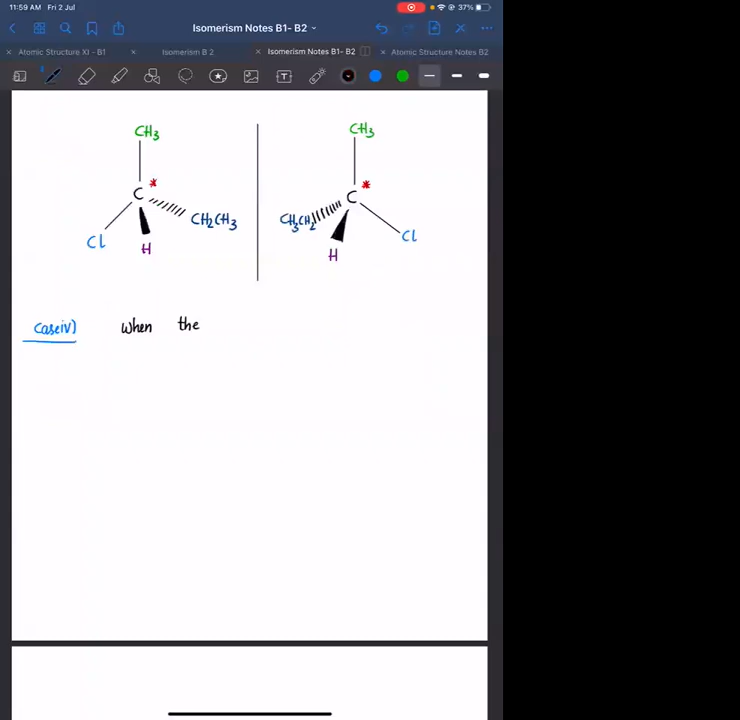 11:59 AM Fri 2 Jul
37%
Isomerism Notes B1- B2
Atomic Structure XI - B1
Isomerism B 2
Isomerism Notes B1- B2
Atomic Structure Notes B2
CH3
CH3
C *
C *
CH2CH3
CH3CH2
Cl
H
H
Cl
Case iv) When the